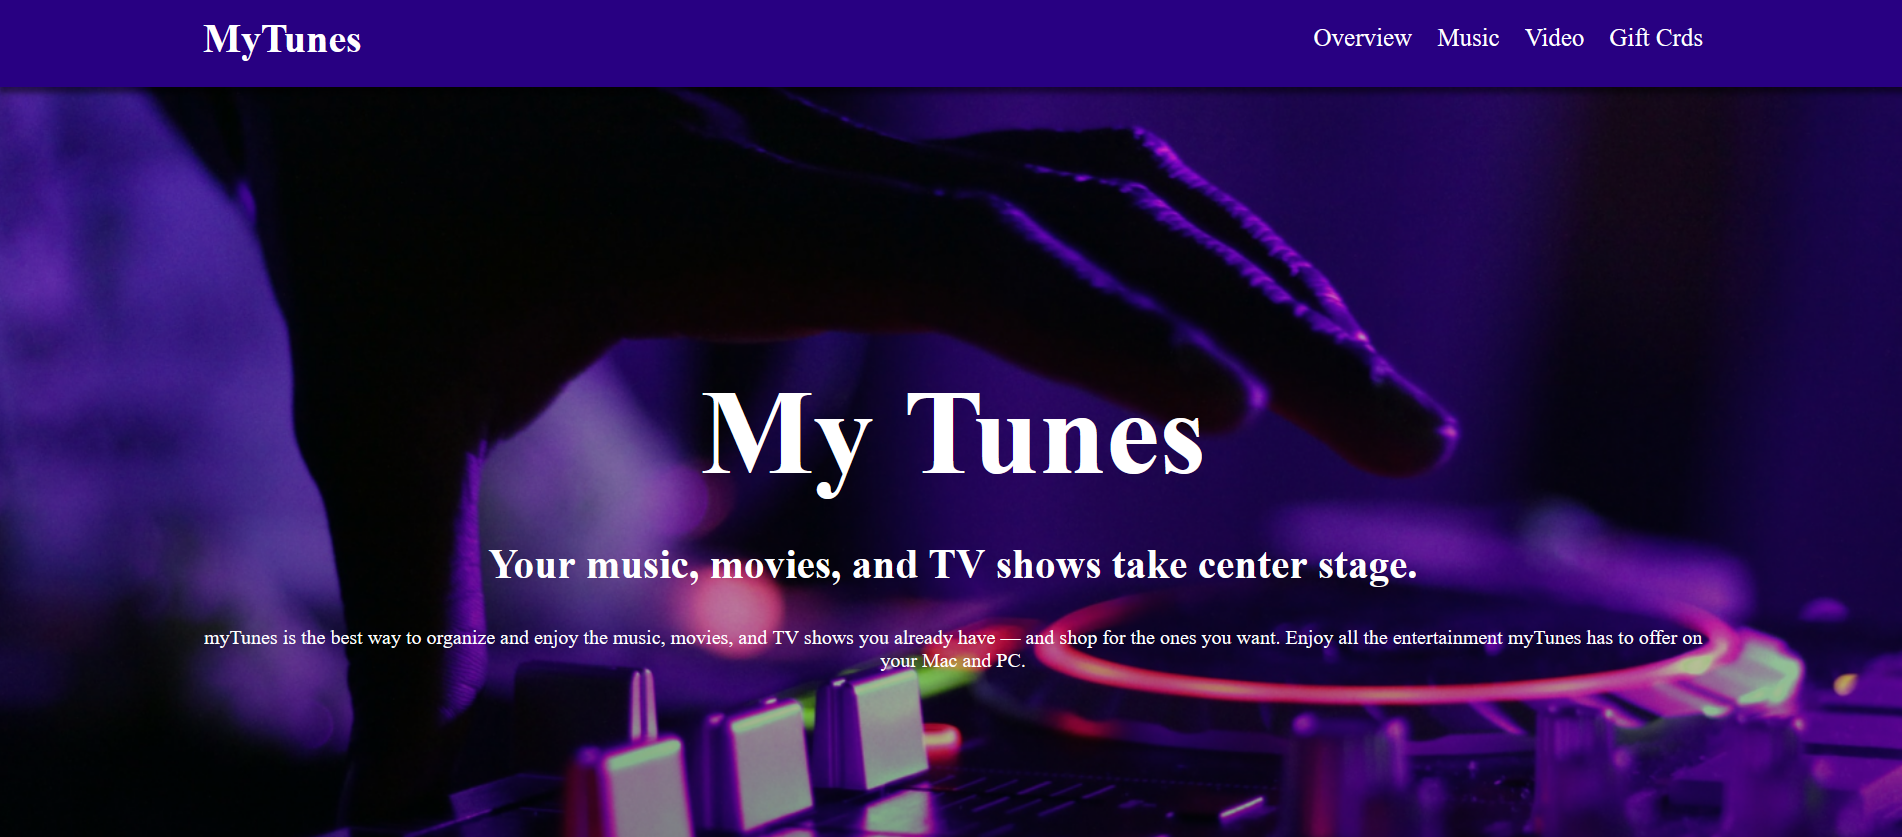 MyTunes
Overview Music Video Gift Crds
My Tunes
Your music, movies, and TV shows take center stage.
myTunes is the best way to organize and enjoy the music, movies, and TV shows you already have — and shop for the ones you want. Enjoy all the entertainment myTunes has to offer on
your Mac and PC.